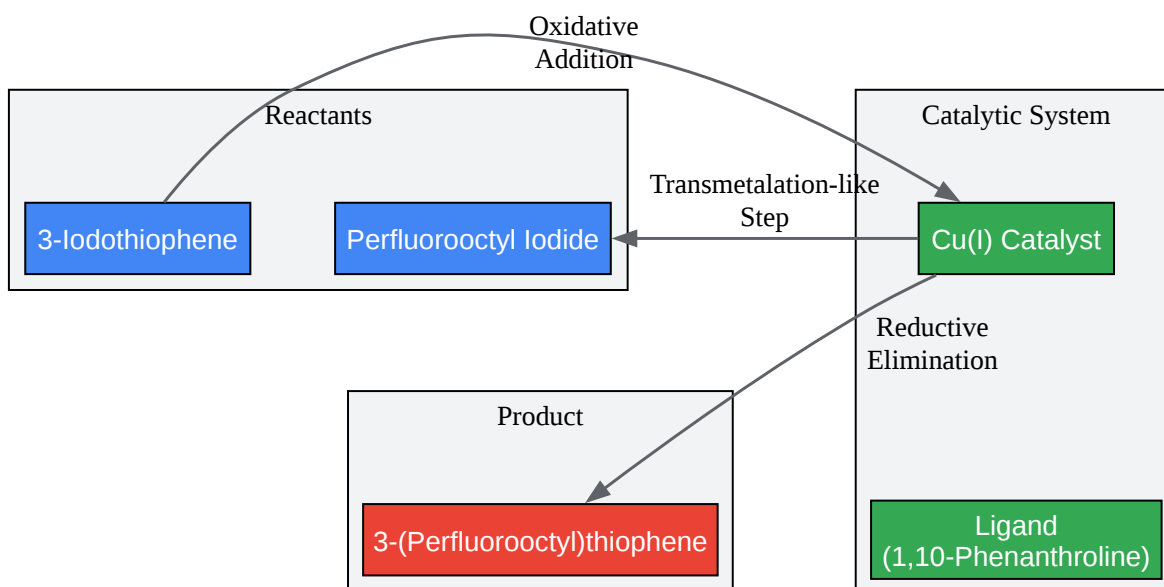 Oxidative
Addition
Reactants
Catalytic System
Transmetalation-like
Step
3-Iodothiophene
Perfluorooctyl Iodide
Cu(I) Catalyst
Reductive
Elimination
Product
3-(Perfluorooctyl)thiophene
Ligand
(1,10-Phenanthroline)